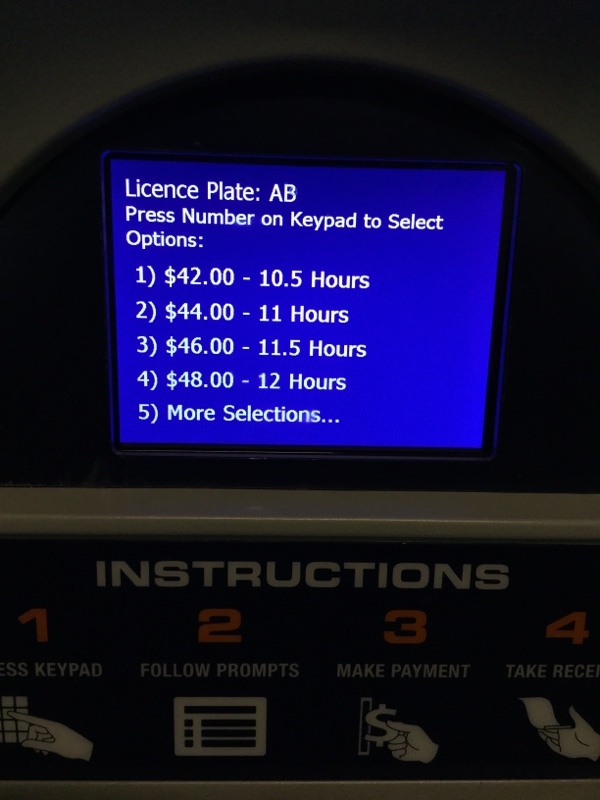 Licence Plate: AB
Press Number on Keypad to Select
Options:
1) $42.00 - 10.5 Hours
2) $44.00 - 11 Hours
3) $46.00 - 11.5 Hours
4) $48.00 - 12 Hours
5) More Selections...
INSTRUCTIONS
1 2 3 4
KEYPAD FOLLOW PROMPTS MAKE PAYMENT TAKE